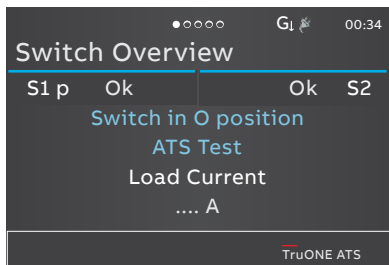 G 00:34
Switch Overview
S1 p Ok Ok S2
Switch in O position
ATS Test
Load Current
.... A
TruONE ATS